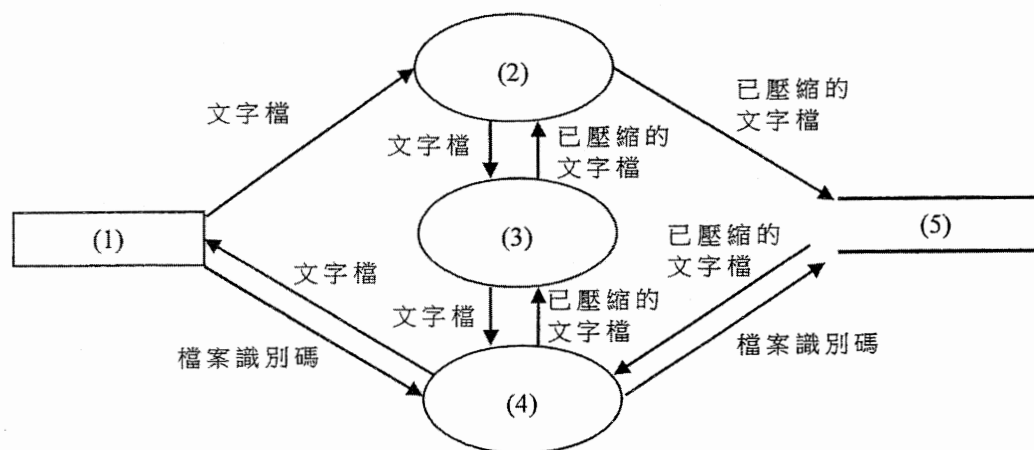 (2)
文字檔
已壓縮的
文字檔
文字檔
已壓縮的
文字檔
(1)
(3)
(5)
文字檔
已壓縮的
文字檔
文字檔
已壓縮的
文字檔
檔案識別碼
檔案識別碼
(4)